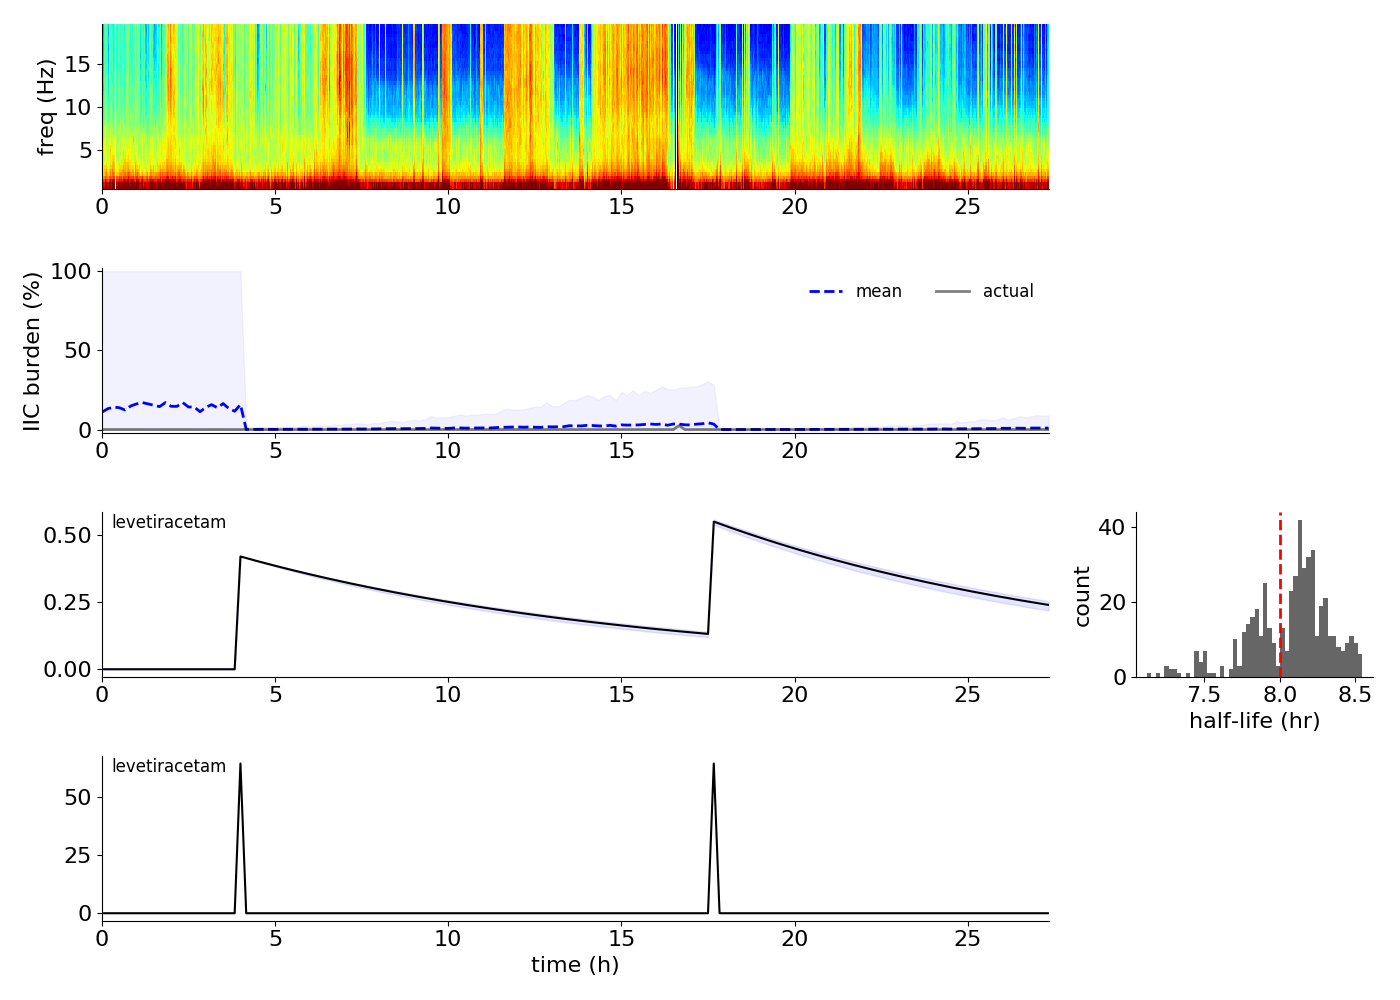 freq (Hz)
15
10
5
0 5 10 15 20 25
IIC burden (%)
100
50
0
mean actual
0 5 10 15 20 25
levetiracetam
0.50
0.25
0.00
0 5 10 15 20 25
count
40
20
0
7.5 8.0 8.5
half-life (hr)
levetiracetam
50
25
0
0 5 10 15 20 25
time (h)